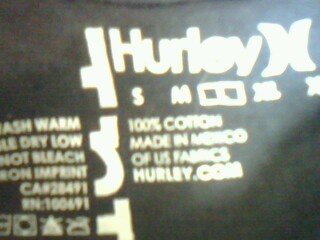 Hurley
S M L XL X
ASH WARM
LE DRY LOW
NOT BLEACH
RON IMPRINT
CA#28491
RN:100691
100% COTTON
MADE IN MEXICO
OF US FABRICS
HURLEY.COM